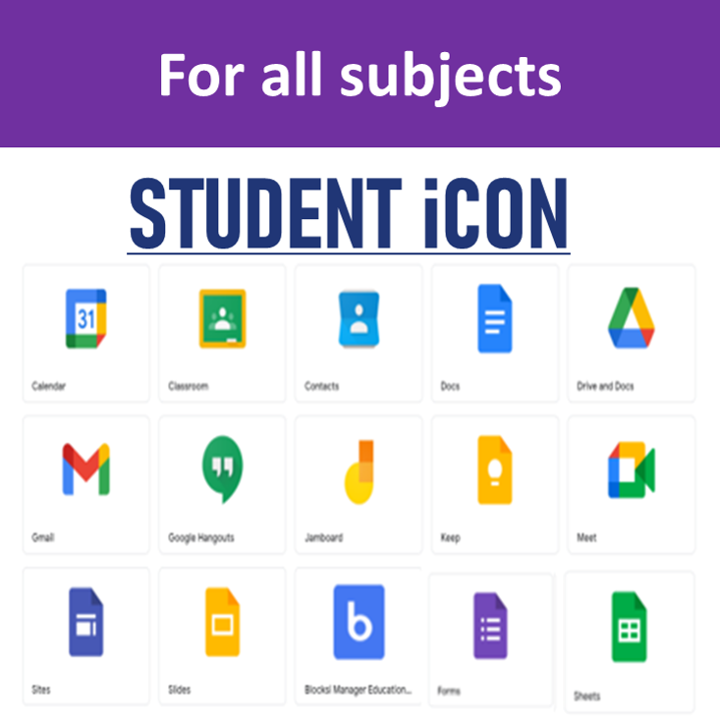 For all subjects
STUDENT iCON
31
Calendar
Classroom
Contacts
Docs
Drive and Docs
Gmail
Google Hangouts
Jamboard
Keep
Meet
b
Sites
Slides
Blocksi Manager Education...
Forms
Sheets